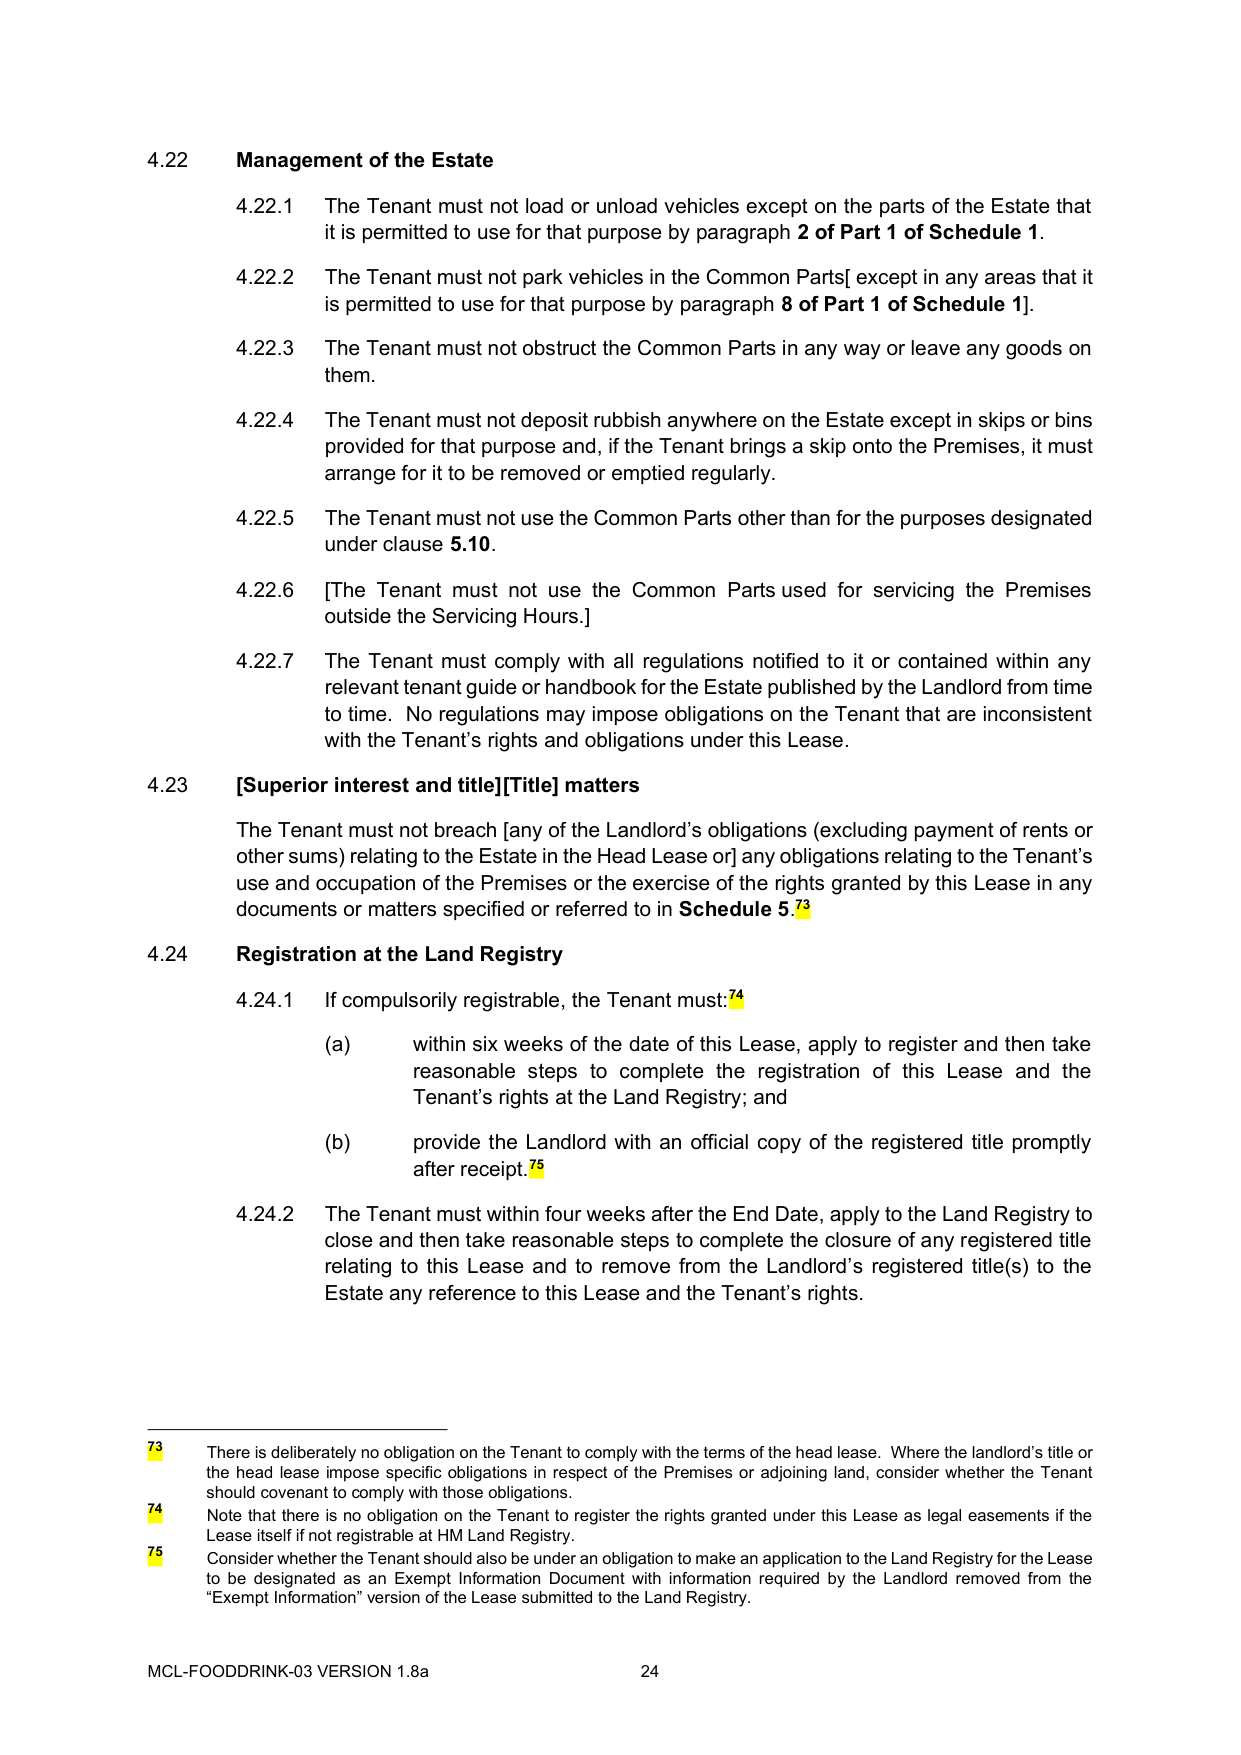 4.22 Management of the Estate
4.22.1 The Tenant must not load or unload vehicles except on the parts of the Estate that
it is permitted to use for that purpose by paragraph 2 of Part 1 of Schedule 1.
4.22.2 The Tenant must not park vehicles in the Common Parts[ except in any areas that it
is permitted to use for that purpose by paragraph 8 of Part 1 of Schedule 1].
4.22.3 The Tenant must not obstruct the Common Parts in any way or leave any goods on
them.
4.22.4 The Tenant must not deposit rubbish anywhere on the Estate except in skips or bins
provided for that purpose and, if the Tenant brings a skip onto the Premises, it must
arrange for it to be removed or emptied regularly.
4.22.5 The Tenant must not use the Common Parts other than for the purposes designated
under clause 5.10.
4.22.6 [The Tenant must not use the Common Parts used for servicing the Premises
outside the Servicing Hours.]
4.22.7 The Tenant must comply with all regulations notified to it or contained within any
relevant tenant guide or handbook for the Estate published by the Landlord from time
to time.  No regulations may impose obligations on the Tenant that are inconsistent
with the Tenant’s rights and obligations under this Lease.
4.23 [Superior interest and title][Title] matters
The Tenant must not breach [any of the Landlord’s obligations (excluding payment of rents or
other sums) relating to the Estate in the Head Lease or] any obligations relating to the Tenant’s
use and occupation of the Premises or the exercise of the rights granted by this Lease in any
documents or matters specified or referred to in Schedule 5.73
4.24 Registration at the Land Registry
4.24.1 If compulsorily registrable, the Tenant must:74
(a) within six weeks of the date of this Lease, apply to register and then take
reasonable steps to complete the registration of this Lease and the
Tenant’s rights at the Land Registry; and
(b) provide the Landlord with an official copy of the registered title promptly
after receipt.75
4.24.2 The Tenant must within four weeks after the End Date, apply to the Land Registry to
close and then take reasonable steps to complete the closure of any registered title
relating to this Lease and to remove from the Landlord’s registered title(s) to the
Estate any reference to this Lease and the Tenant’s rights.
73 There is deliberately no obligation on the Tenant to comply with the terms of the head lease.  Where the landlord’s title or
the head lease impose specific obligations in respect of the Premises or adjoining land, consider whether the Tenant
should covenant to comply with those obligations.
74 Note that there is no obligation on the Tenant to register the rights granted under this Lease as legal easements if the
Lease itself if not registrable at HM Land Registry.
75 Consider whether the Tenant should also be under an obligation to make an application to the Land Registry for the Lease
to be designated as an Exempt Information Document with information required by the Landlord removed from the
“Exempt Information” version of the Lease submitted to the Land Registry.
MCL-FOODDRINK-03 VERSION 1.8a 24